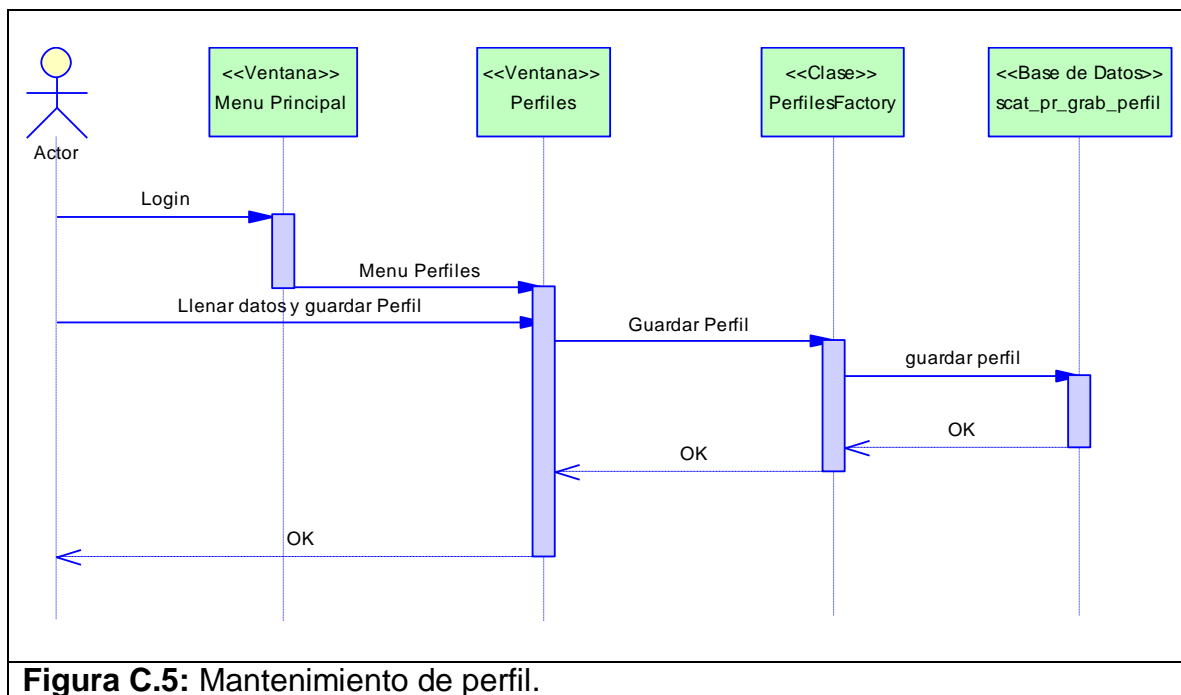 <<Ventana>>
Menu Principal
<<Ventana>>
Perfiles
<<Clase>>
PerfilesFactory
<<Base de Datos>>
scat_pr_grab_perfil
Actor
Login
Menu Perfiles
Llenar datos y guardar Perfil
Guardar Perfil
guardar perfil
OK
OK
OK
Figura C.5: Mantenimiento de perfil.